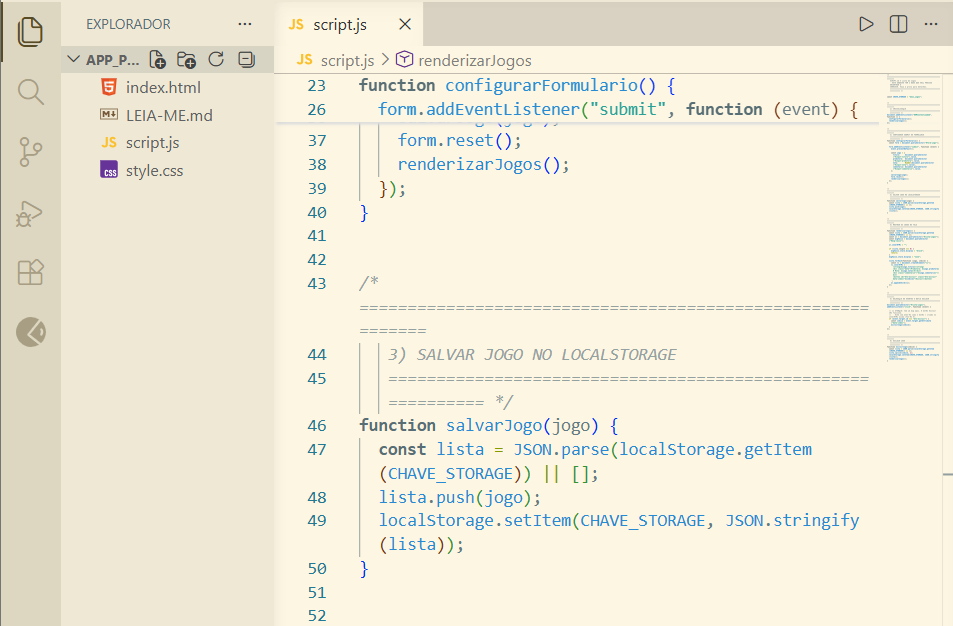 EXPLORADOR
JS script.js
JS script.js > renderizarJogos
APP_P...
index.html
LEIA-ME.md
JS script.js
css style.css
23 function configurarFormulario() {
26 form.addEventListener("submit", function (event) {
37 form.reset();
38 renderizarJogos();
39 });
40 }
41
42
43 /*
====================================================
=======
44 3) SALVAR JOGO NO LOCALSTORAGE
45 =================================================
========== */
46 function salvarJogo(jogo) {
47 const lista = JSON.parse(localStorage.getItem
(CHAVE_STORAGE)) || [];
48 lista.push(jogo);
49 localStorage.setItem(CHAVE_STORAGE, JSON.stringify
(lista));
50 }
51
52